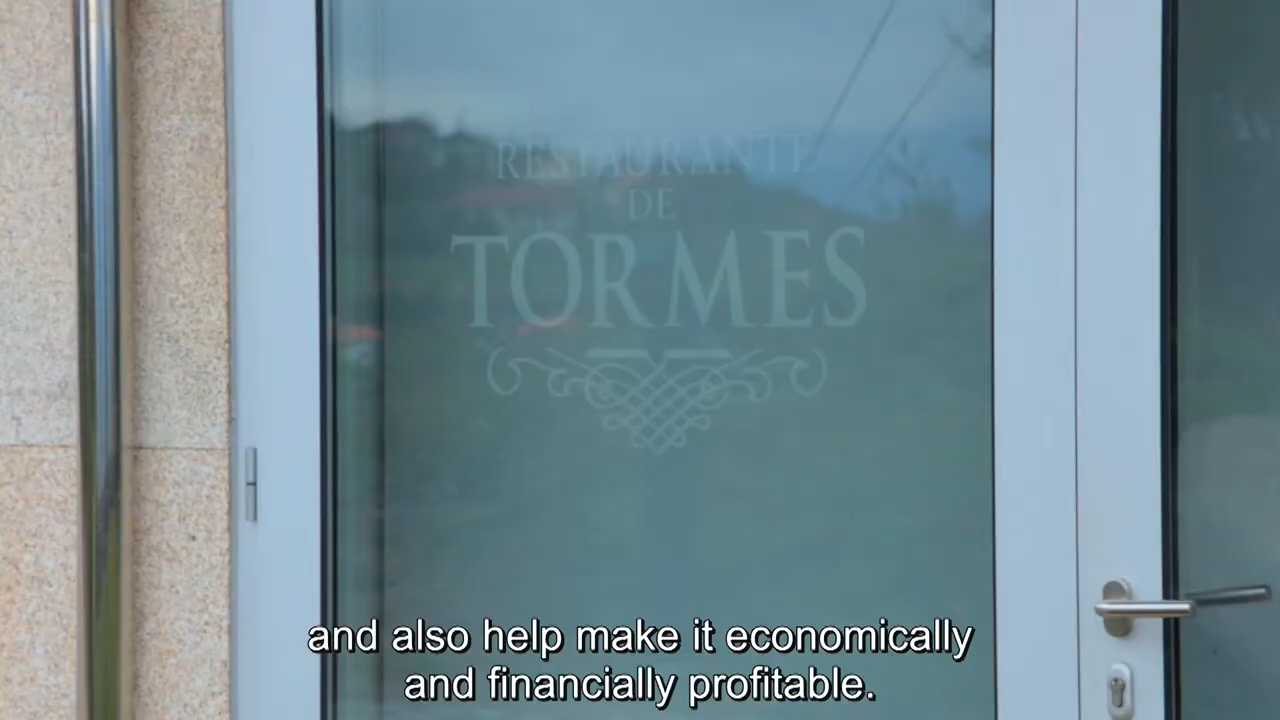 RESTAURANTE
DE
TORMES
and also help make it economically
and financially profitable.